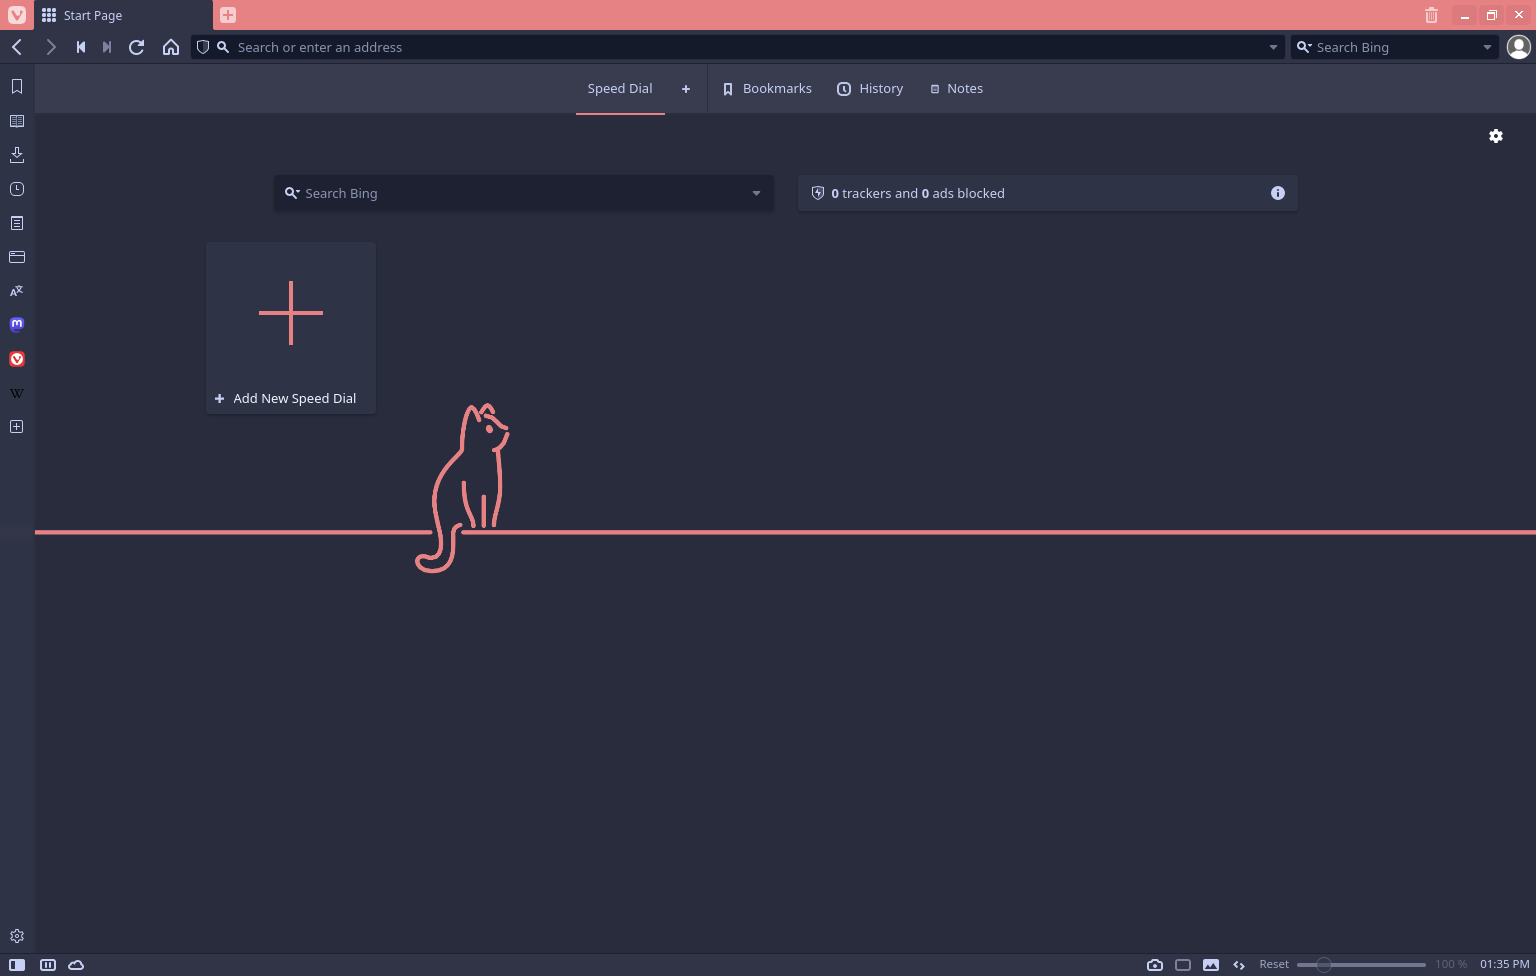 Start Page
Search or enter an address
Search Bing
Speed Dial
Bookmarks
History
Notes
Search Bing
0 trackers and 0 ads blocked
Add New Speed Dial
Reset
100 %
01:35 PM